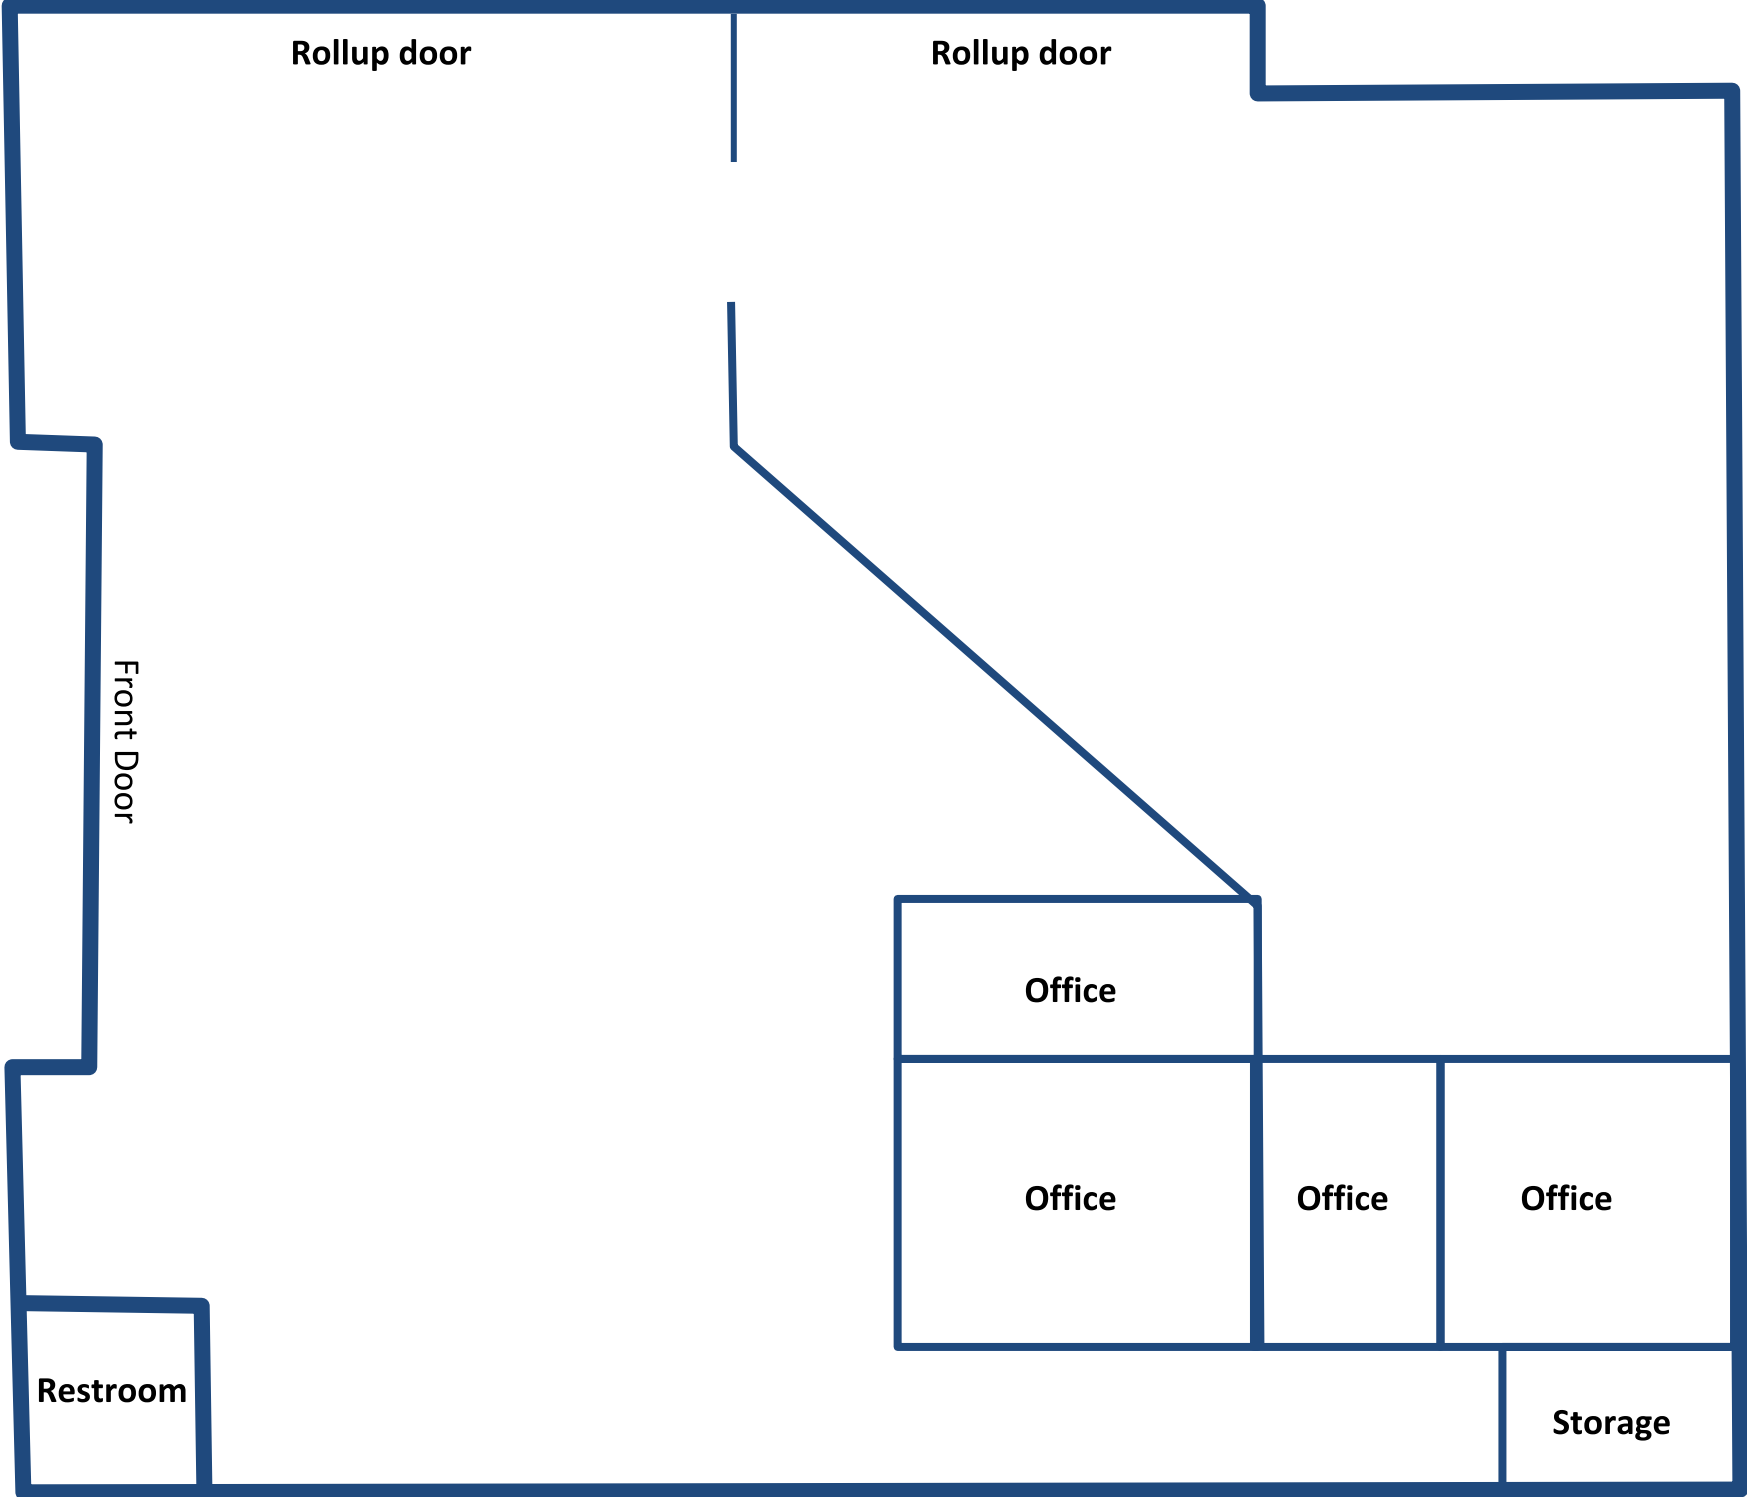 Rollup door
Rollup door
Front Door
Office
Office
Office
Office
Restroom
Storage